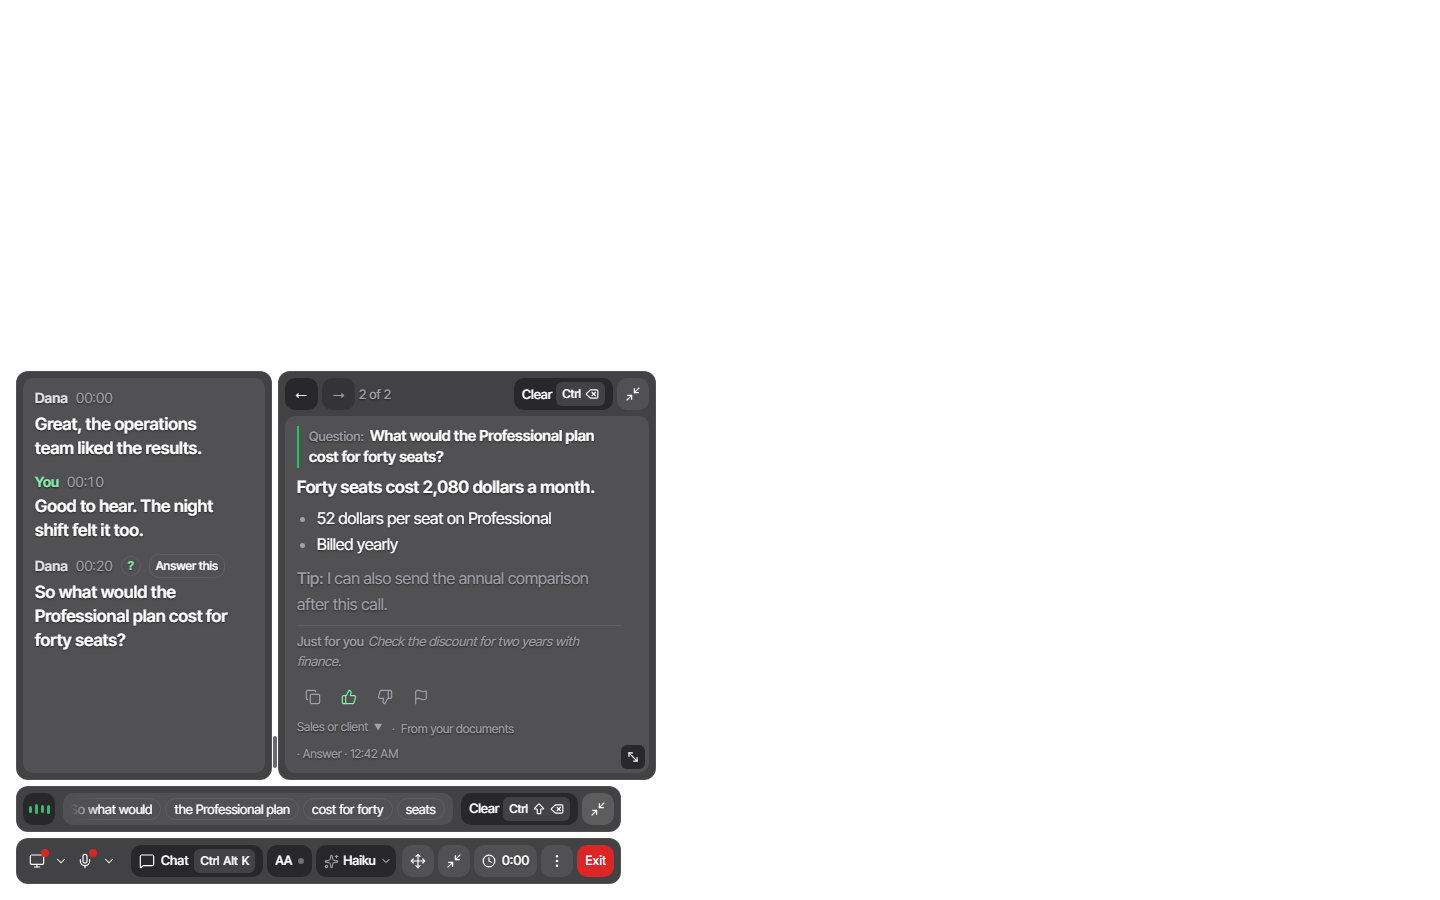 Dana 00:00
Great, the operations
team liked the results.
You 00:10
Good to hear. The night
shift felt it too.
Dana 00:20 ? Answer this
So what would the
Professional plan cost for
forty seats?
← → 2 of 2 Clear Ctrl
Question: What would the Professional plan
cost for forty seats?
Forty seats cost 2,080 dollars a month.
• 52 dollars per seat on Professional
• Billed yearly
Tip: I can also send the annual comparison
after this call.
Just for you Check the discount for two years with
finance.
Sales or client ▼ · From your documents
· Answer · 12:42 AM
So what would the Professional plan cost for forty seats Clear Ctrl
Chat Ctrl Alt K AA Haiku 0:00 Exit